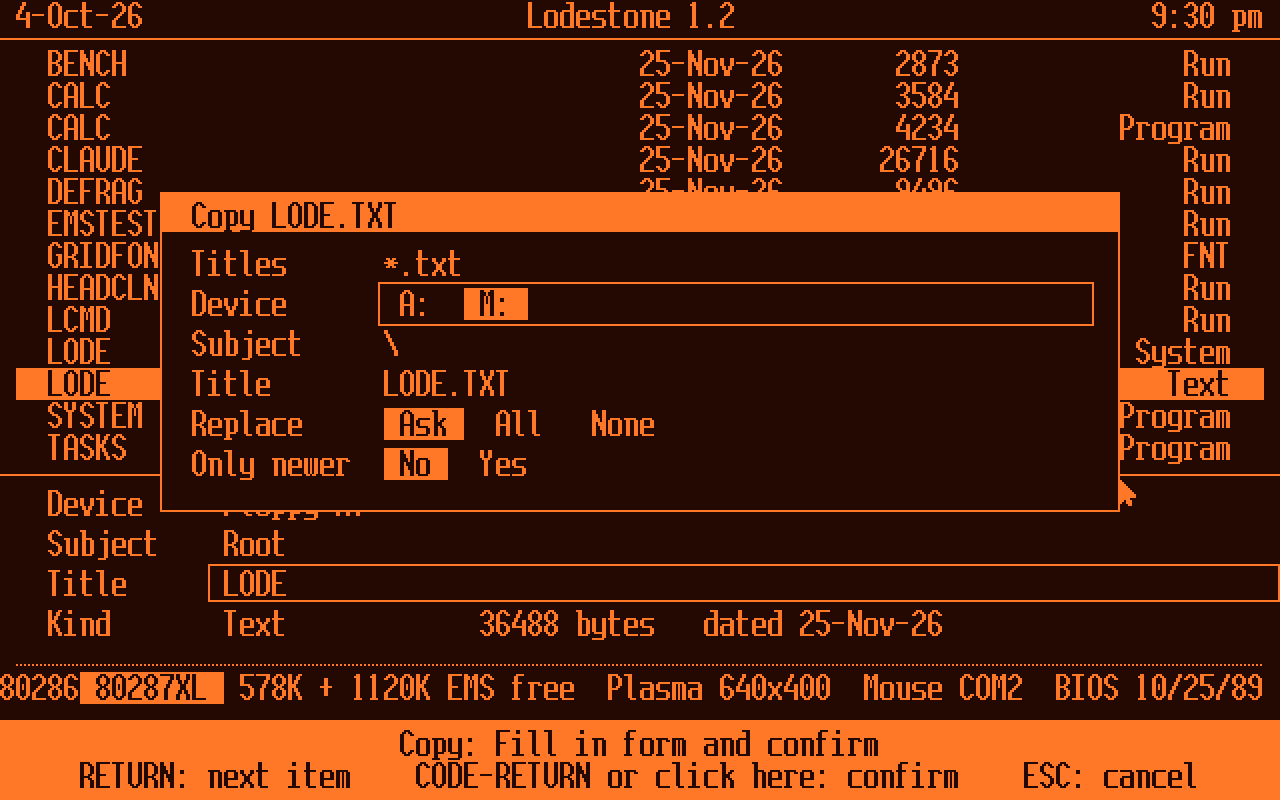 4-Oct-26 Lodestone 1.2 9:30 pm
BENCH 25-Nov-26 2873 Run
CALC 25-Nov-26 3584 Run
CALC 25-Nov-26 4234 Program
CLAUDE 25-Nov-26 26716 Run
DEFRAG 25-Nov-26 9496 Run
EMSTEST Run
GRIDFON FNT
HEADCLN Run
LCMD Run
LODE System
LODE Text
SYSTEM Program
TASKS Program
Copy LODE.TXT
Titles *.txt
Device A: M:
Subject \
Title LODE.TXT
Replace Ask All None
Only newer No Yes
Device
Subject Root
Title LODE
Kind Text 36488 bytes dated 25-Nov-26
80286 80287XL 578K + 1120K EMS free Plasma 640x400 Mouse COM2 BIOS 10/25/89
Copy: Fill in form and confirm
RETURN: next item CODE-RETURN or click here: confirm ESC: cancel